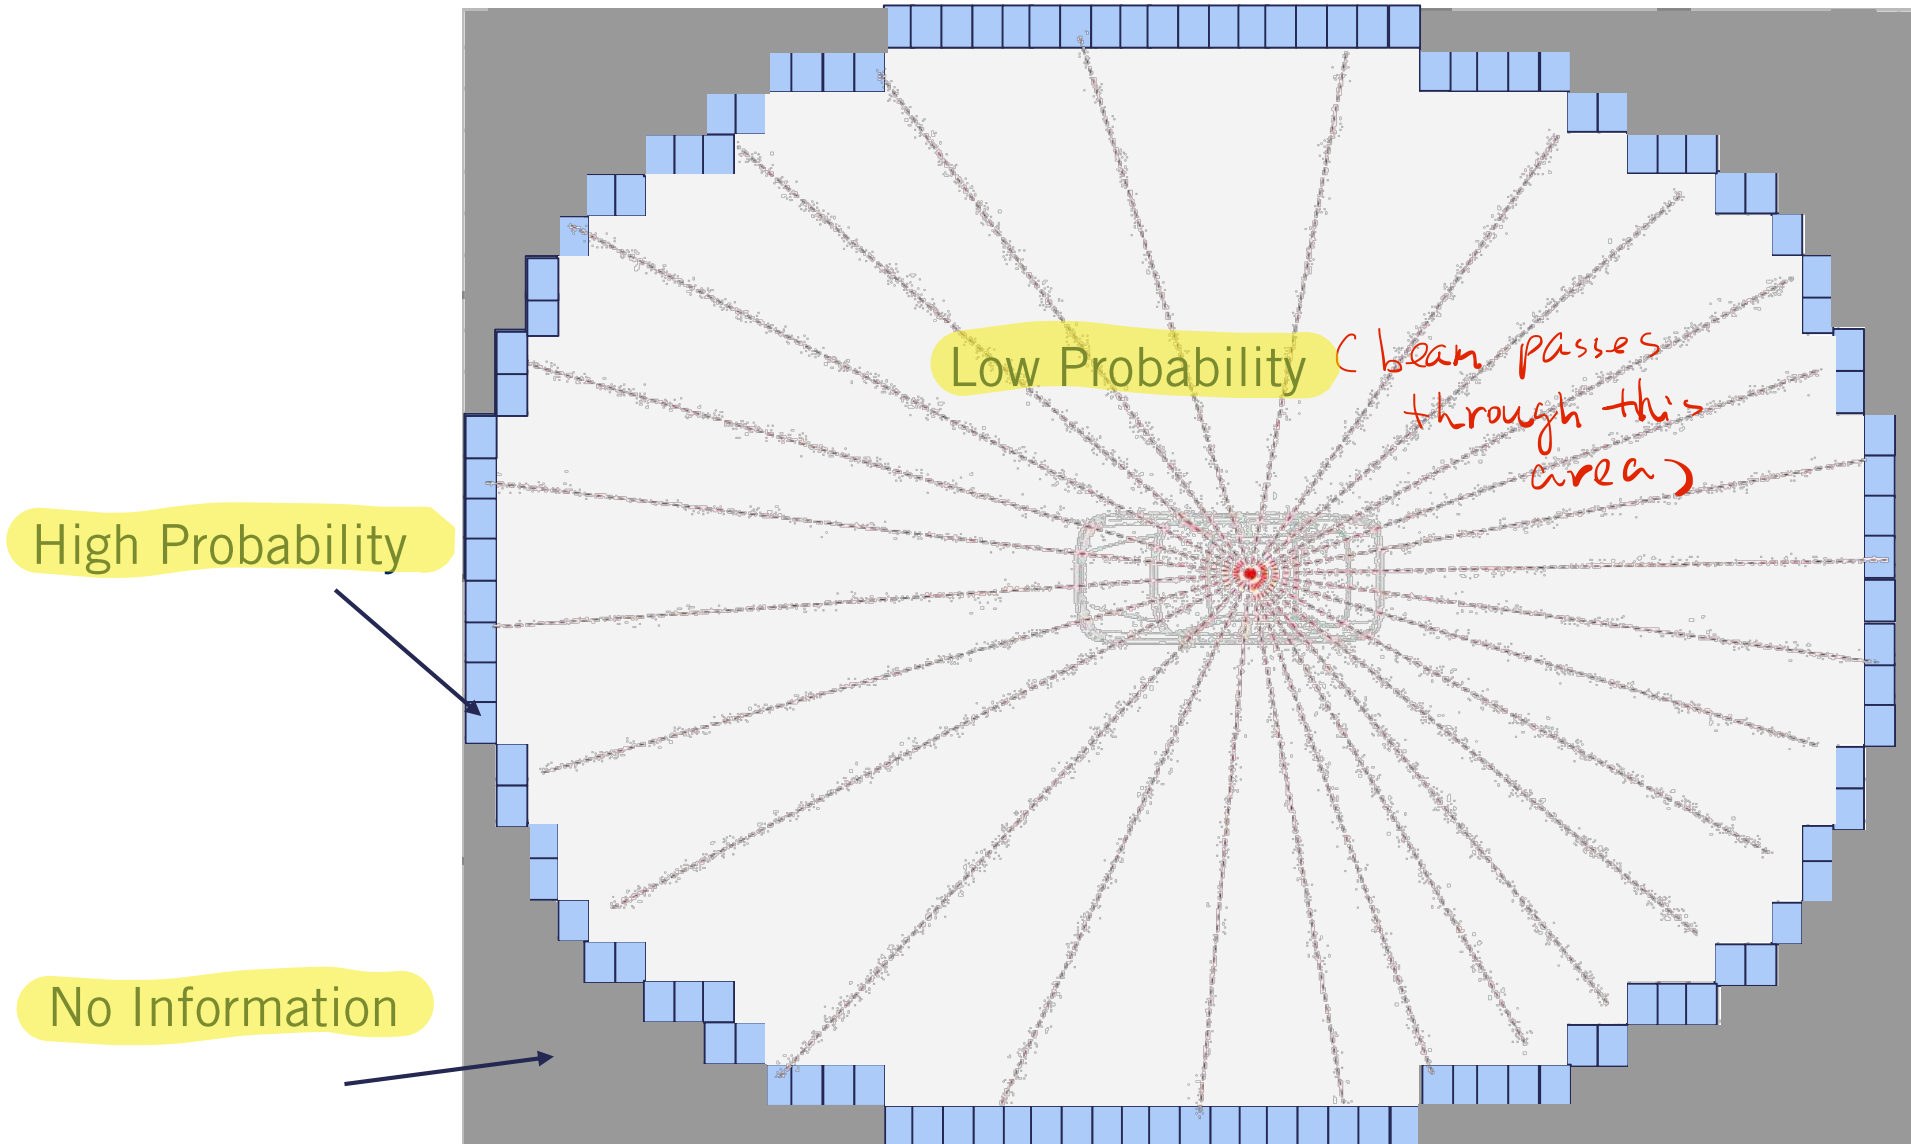 Low Probability (beam passes
through this
area)
High Probability
No Information